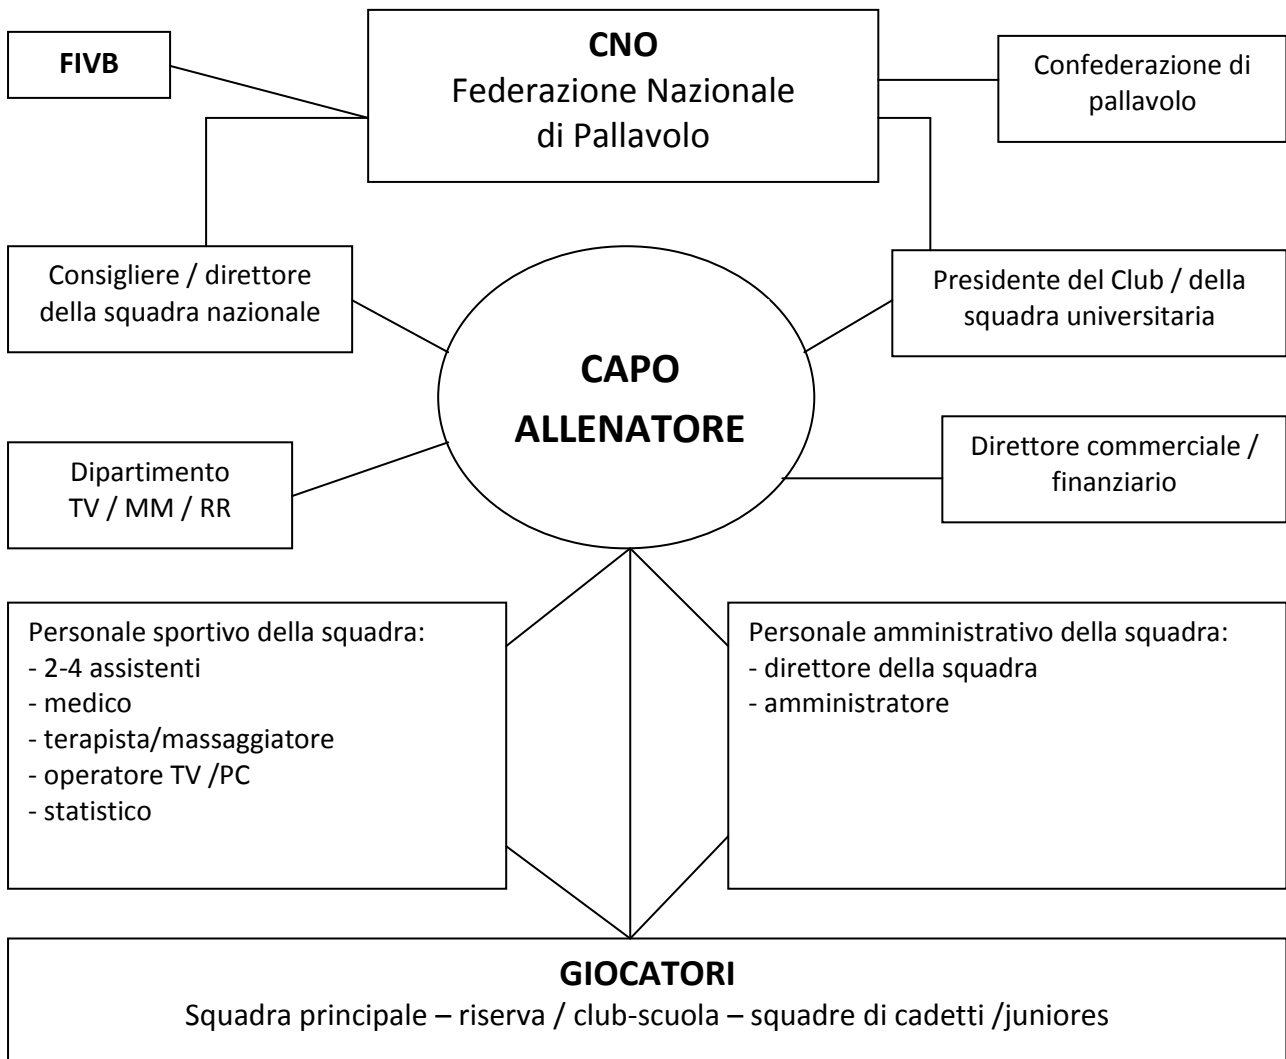 FIVB
CNO
Federazione Nazionale
di Pallavolo
Confederazione di
pallavolo
Consigliere / direttore
della squadra nazionale
Presidente del Club / della
squadra universitaria
CAPO
ALLENATORE
Dipartimento
TV / MM / RR
Direttore commerciale /
finanziario
Personale sportivo della squadra:
- 2-4 assistenti
- medico
- terapista/massaggiatore
- operatore TV /PC
- statistico
Personale amministrativo della squadra:
- direttore della squadra
- amministratore
GIOCATORI
Squadra principale – riserva / club-scuola – squadre di cadetti /juniores